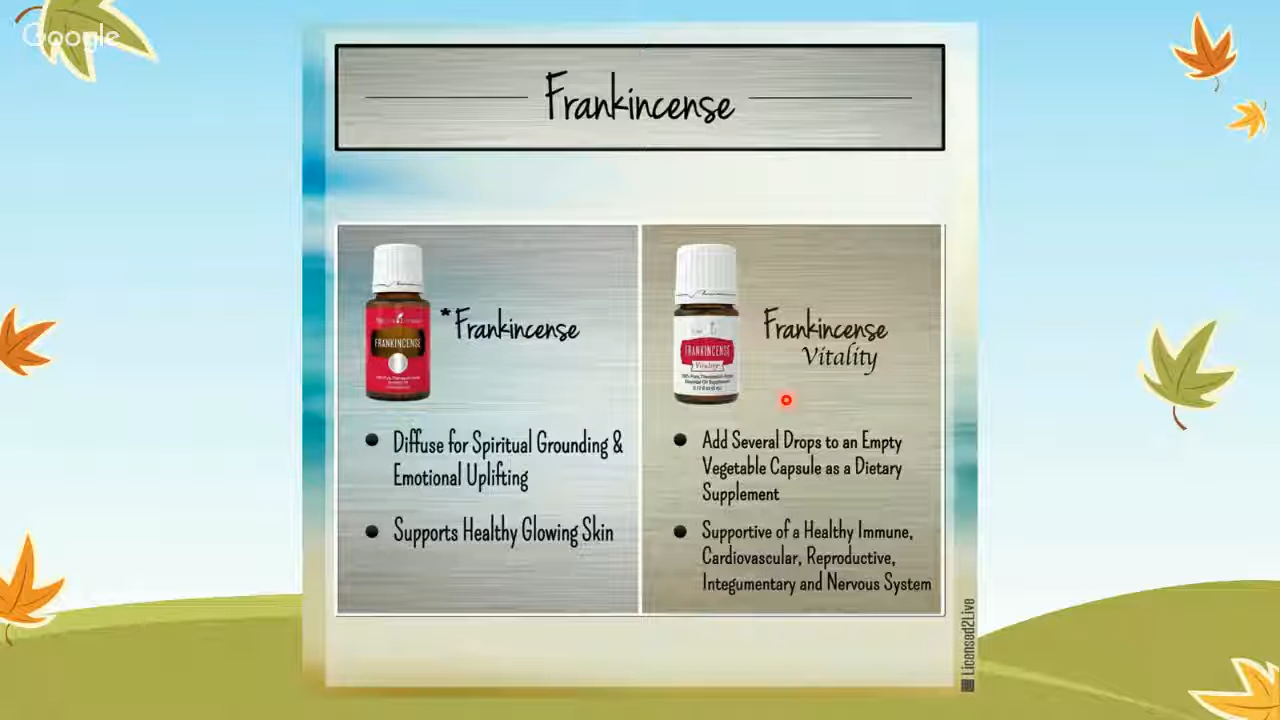 Google
Frankincense
*Frankincense
FRANKINCENSE
Diffuse for Spiritual Grounding &
Emotional Uplifting
Supports Healthy Glowing Skin
Frankincense
Vitality
FRANKINCENSE
Vitality
Add Several Drops to an Empty
Vegetable Capsule as a Dietary
Supplement
Supportive of a Healthy Immune,
Cardiovascular, Reproductive,
Integumentary and Nervous System
Licensed2Live